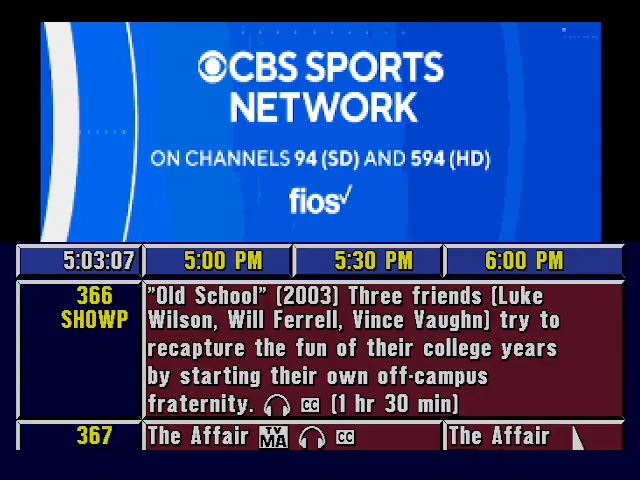 CBS SPORTS
NETWORK
ON CHANNELS 94 (SD) AND 594 (HD)
fios
5:03:07 5:00 PM 5:30 PM 6:00 PM
366
SHOWP
"Old School" (2003) Three friends (Luke
Wilson, Will Ferrell, Vince Vaughn) try to
recapture the fun of their college years
by starting their own off-campus
fraternity. CC (1 hr 30 min)
367 The Affair TV MA CC The Affair